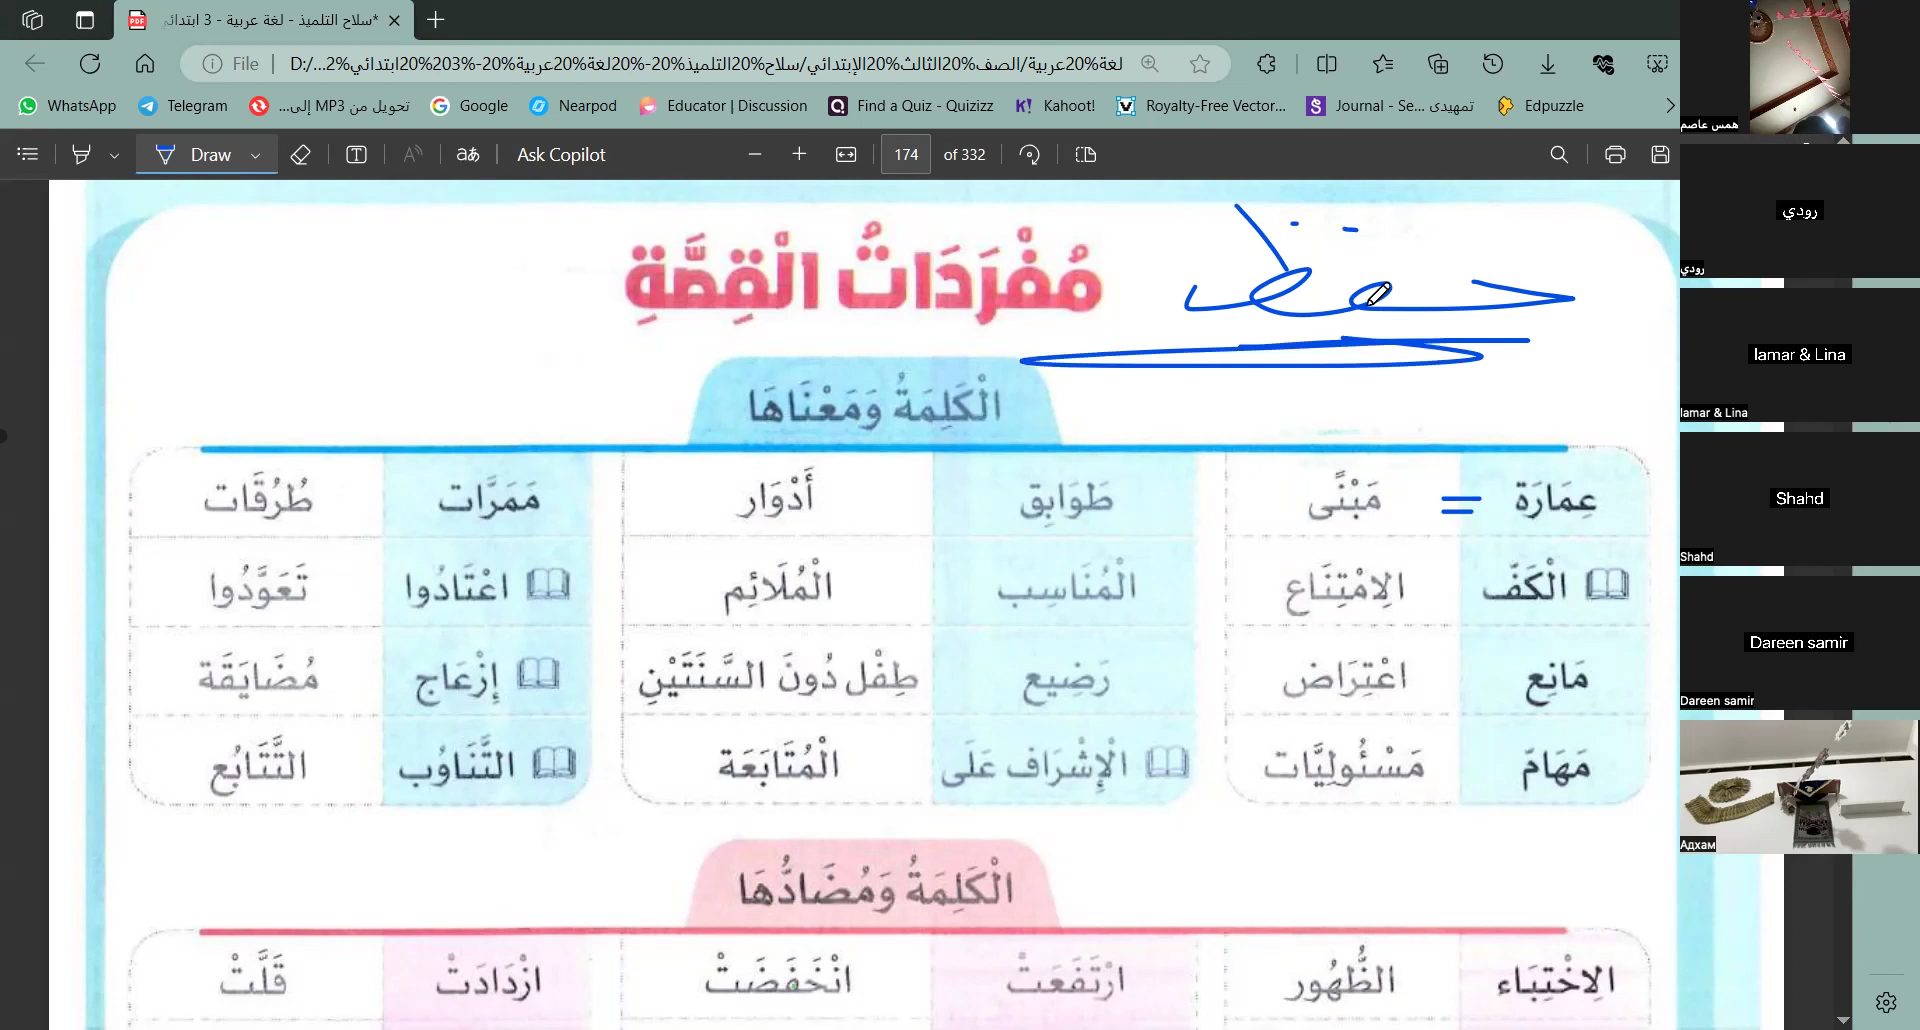 *سلاح التلميذ - لغة عربية - 3 ابتدائي
File
D:/...لغة%20عربية/الصف%20الثالث%20الإبتدائي/سلاح%20التلميذ%20-%20لغة%20عربية%20-%203%20ابتدائي%2
WhatsApp
Telegram
تحويل من MP3 إلى...
Google
Nearpod
Educator | Discussion
Find a Quiz - Quizizz
Kahoot!
Royalty-Free Vector...
Journal - Se... تمهيدى
Edpuzzle
Draw
Ask Copilot
174 of 332
مُفْرَدَاتُ الْقِصَّةِ
الْكَلِمَةُ وَمَعْنَاهَا
عِمَارَة = مَبْنًى طَوَابِق أَدْوَار مَمَرَّات طُرُقَات
الْكَفّ الِامْتِنَاع الْمُنَاسِب الْمُلَائِم اعْتَادُوا تَعَوَّدُوا
مَانِع اعْتِرَاض رَضِيع طِفْل دُونَ السَّنَتَيْنِ إِزْعَاج مُضَايَقَة
مَهَامّ مَسْئُولِيَّات الْإِشْرَاف عَلَى الْمُتَابَعَة التَّنَاوُب التَّتَابُع
الْكَلِمَةُ وَمُضَادُّهَا
الِاخْتِبَاء الظُّهُور ارْتَفَعَتْ انْخَفَضَتْ ازْدَادَتْ قَلَّتْ
همس عاصم
رودي
رودي
lamar & Lina
lamar & Lina
Shahd
Shahd
Dareen samir
Dareen samir
Адхам